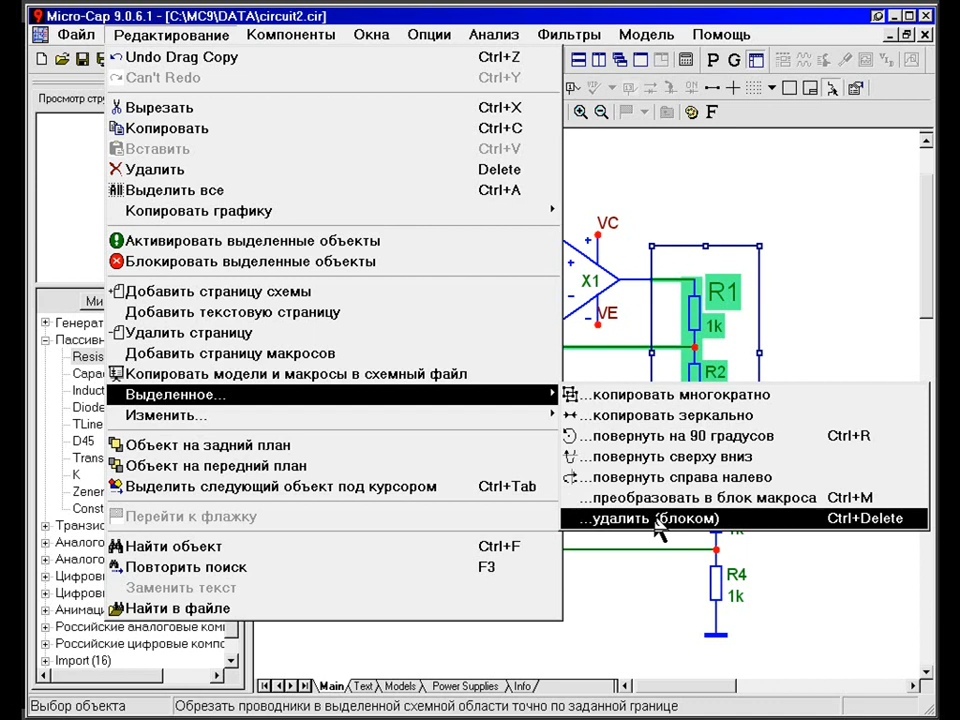 Micro-Cap 9.0.6.1 - [C:\MC9\DATA\circuit2.cir]
Файл Редактирование Компоненты Окна Опции Анализ Фильтры Модель Помощь
Undo Drag Copy Ctrl+Z
Can't Redo Ctrl+Y
Вырезать Ctrl+X
Копировать Ctrl+C
Вставить Ctrl+V
Удалить Delete
Выделить все Ctrl+A
Копировать графику
Активировать выделенные объекты
Блокировать выделенные объекты
Добавить страницу схемы
Добавить текстовую страницу
Удалить страницу
Добавить страницу макросов
Копировать модели и макросы в схемный файл
Выделенное...
Изменить...
Объект на задний план
Объект на передний план
Выделить следующий объект под курсором Ctrl+Tab
Перейти к флажку
Найти объект Ctrl+F
Повторить поиск F3
Заменить текст
Найти в файле
...копировать многократно
...копировать зеркально
...повернуть на 90 градусов Ctrl+R
...повернуть сверху вниз
...повернуть справа налево
...преобразовать в блок макроса Ctrl+M
...удалить (блоком) Ctrl+Delete
P G
F
Просмотр стру
Ми
Генерат
Пассив
Resis
Capa
Induct
Diode
TLine
D45
Trans
K
Zener
Const
Транзис
Аналого
Аналого
Цифров
Цифров
Анимац
Российские аналоговые комп
Российские цифровые компо
Import (16)
VC
X1
VE
R1
1k
R2
R4
1k
Main Text Models Power Supplies Info
Выбор объекта
Обрезать проводники в выделенной схемной области точно по заданной границе